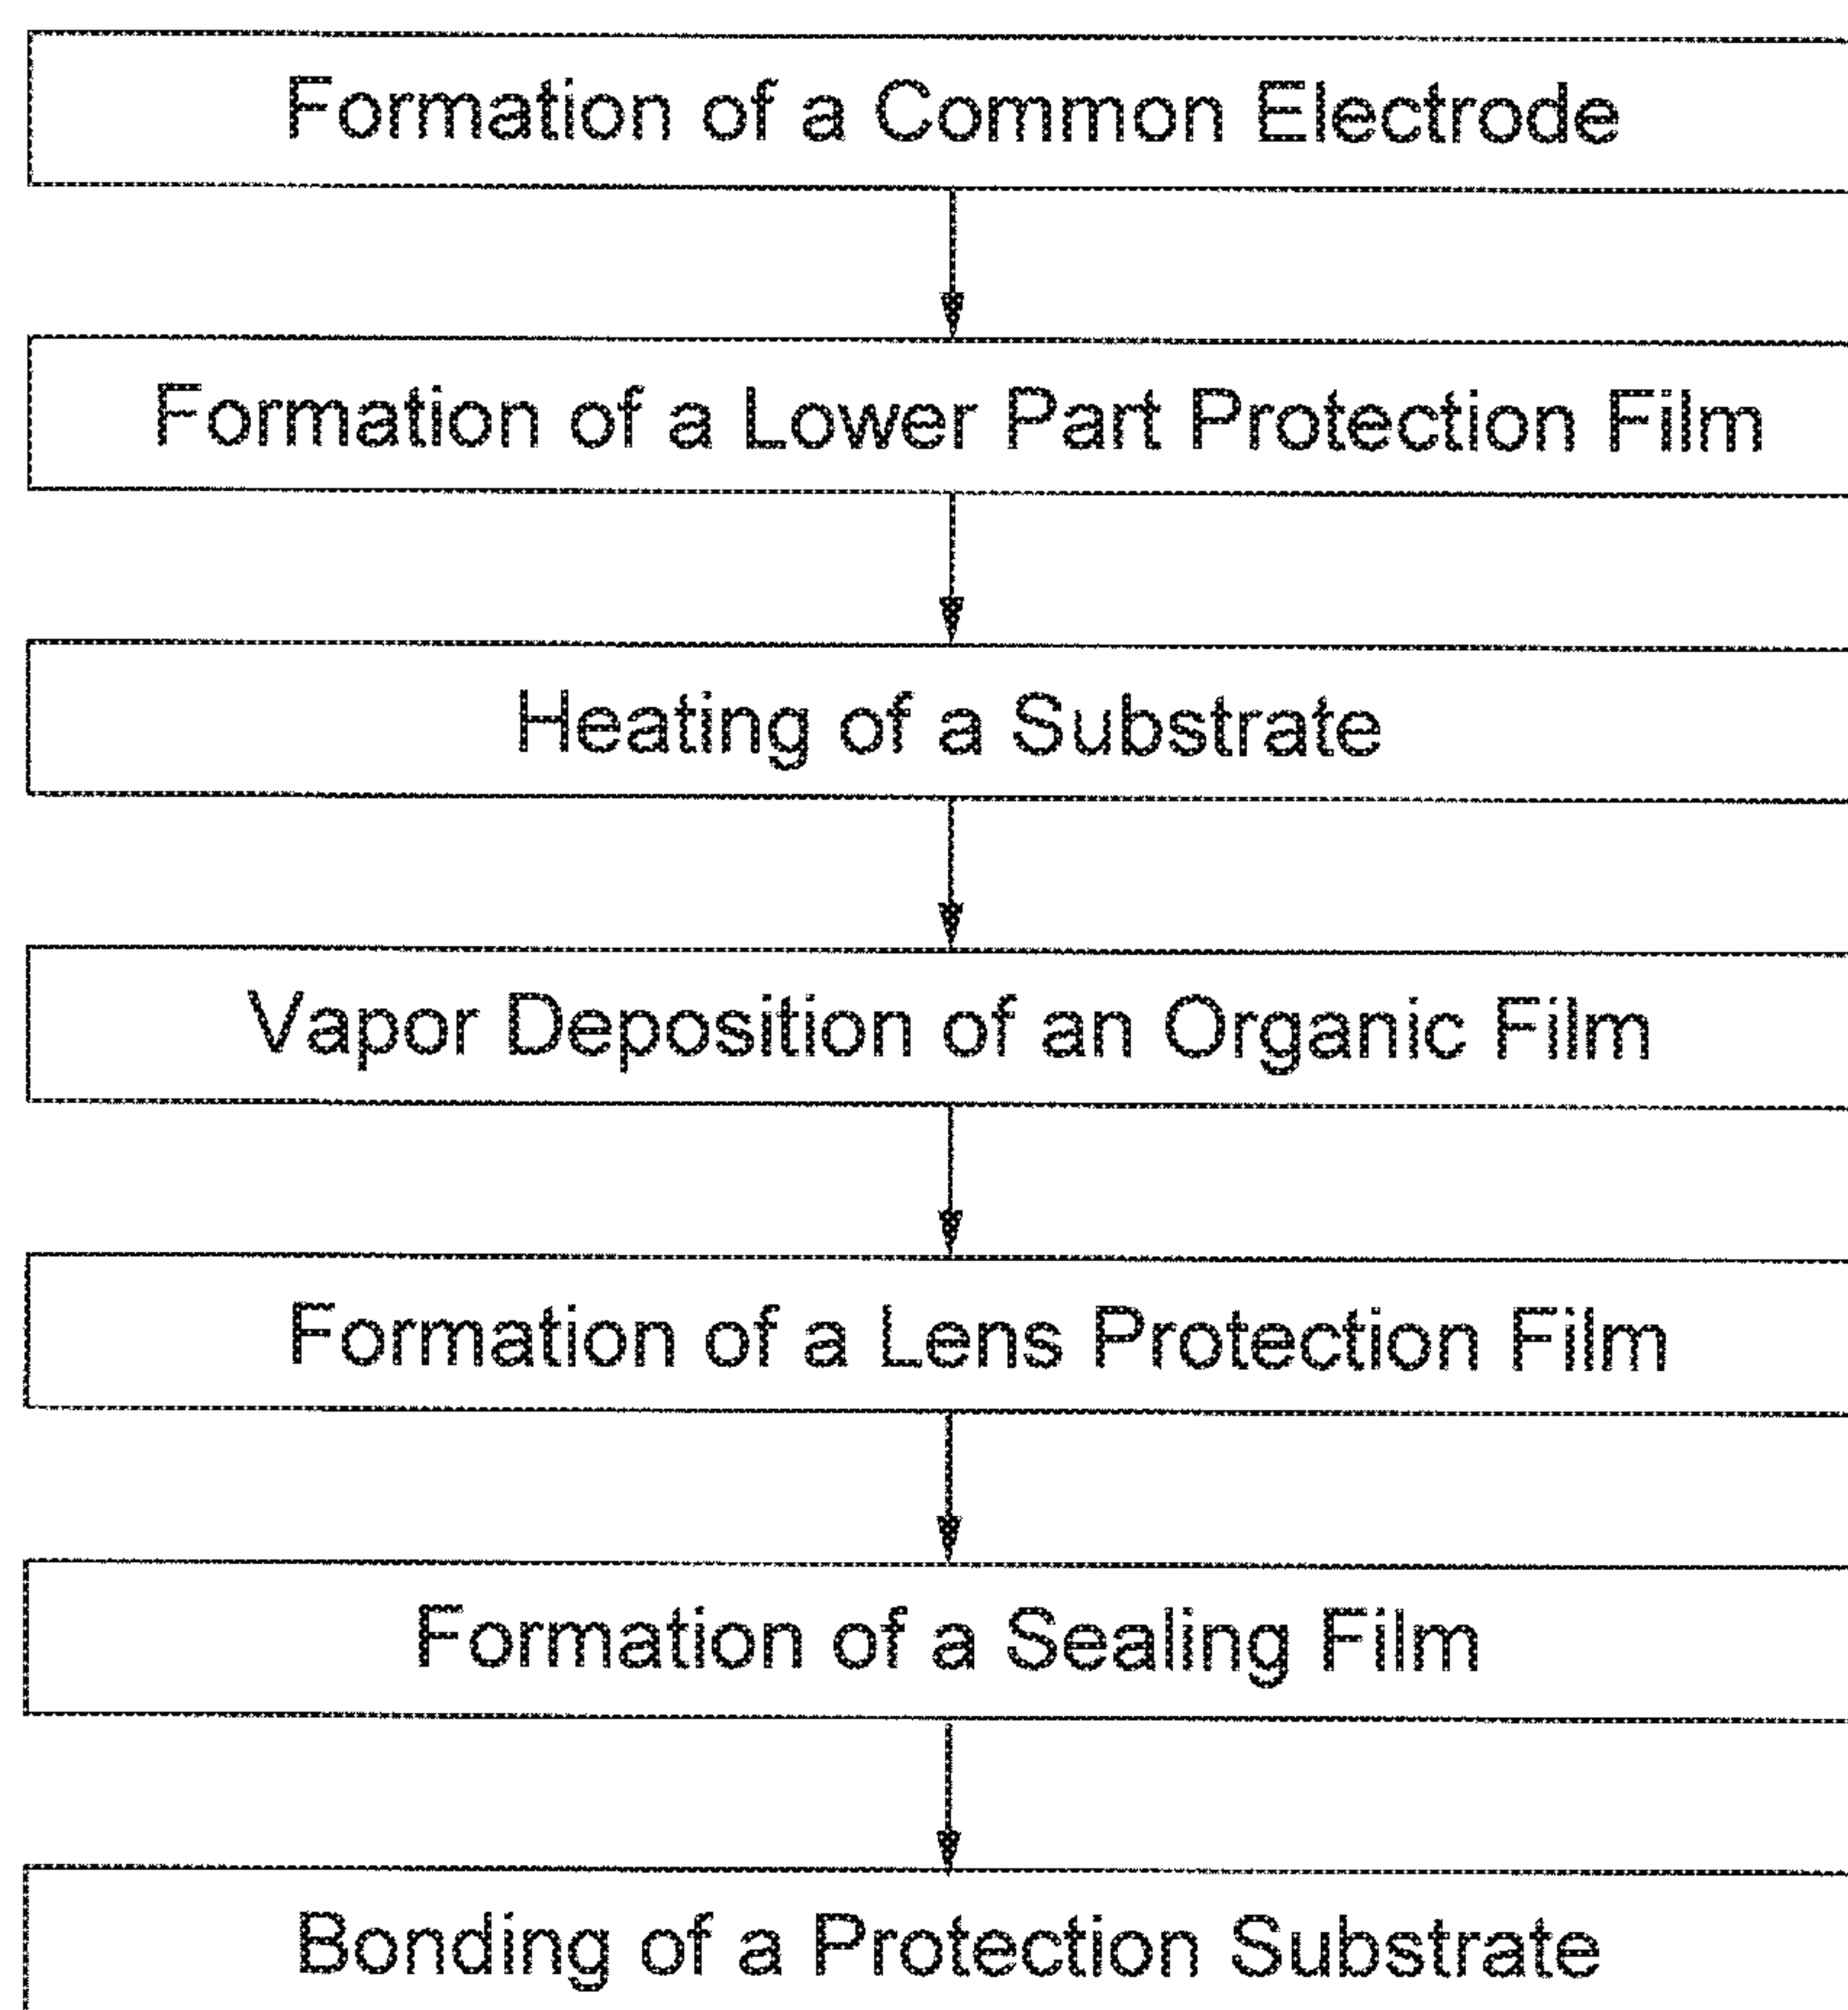 Formation of a Common Electrode
Formation of a Lower Part Protection Film
Heating of a Substrate
Vapor Deposition of an Organic Film
Formation of a Lens Protection Film
Formation of a Sealing Film
Bonding of a Protection Substrate